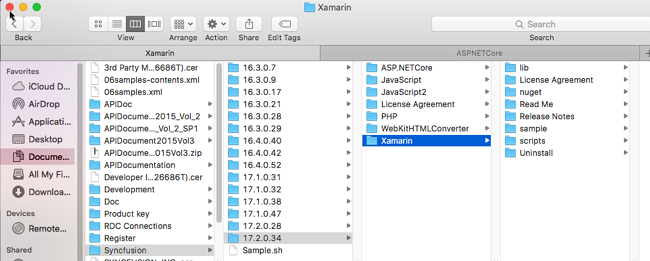 Xamarin
Back
View
Arrange
Action
Share
Edit Tags
Search
Search
Xamarin
ASPNETCore
Favorites
iCloud D...
AirDrop
Applicati...
Desktop
Docume...
All My Fi...
Downloa...
Devices
Remote...
Shared
3rd Party M...6686T).cer
06samples-contents.xml
06samples.xml
APIDoc
APIDocume...2015_Vol_2
APIDocume..._Vol_2_SP1
APIDocument2015Vol3
APIDocume...015Vol3.zip
APIDocumentation
Developer I...26686T).cer
Development
Doc
Product key
RDC Connections
Register
Syncfusion
16.3.0.7
16.3.0.9
16.3.0.17
16.3.0.21
16.3.0.28
16.3.0.29
16.4.0.40
16.4.0.42
16.4.0.52
17.1.0.31
17.1.0.32
17.1.0.38
17.1.0.47
17.2.0.28
17.2.0.34
Sample.sh
ASP.NETCore
JavaScript
JavaScript2
License Agreement
PHP
WebKitHTMLConverter
Xamarin
lib
License Agreement
nuget
Read Me
Release Notes
sample
scripts
Uninstall